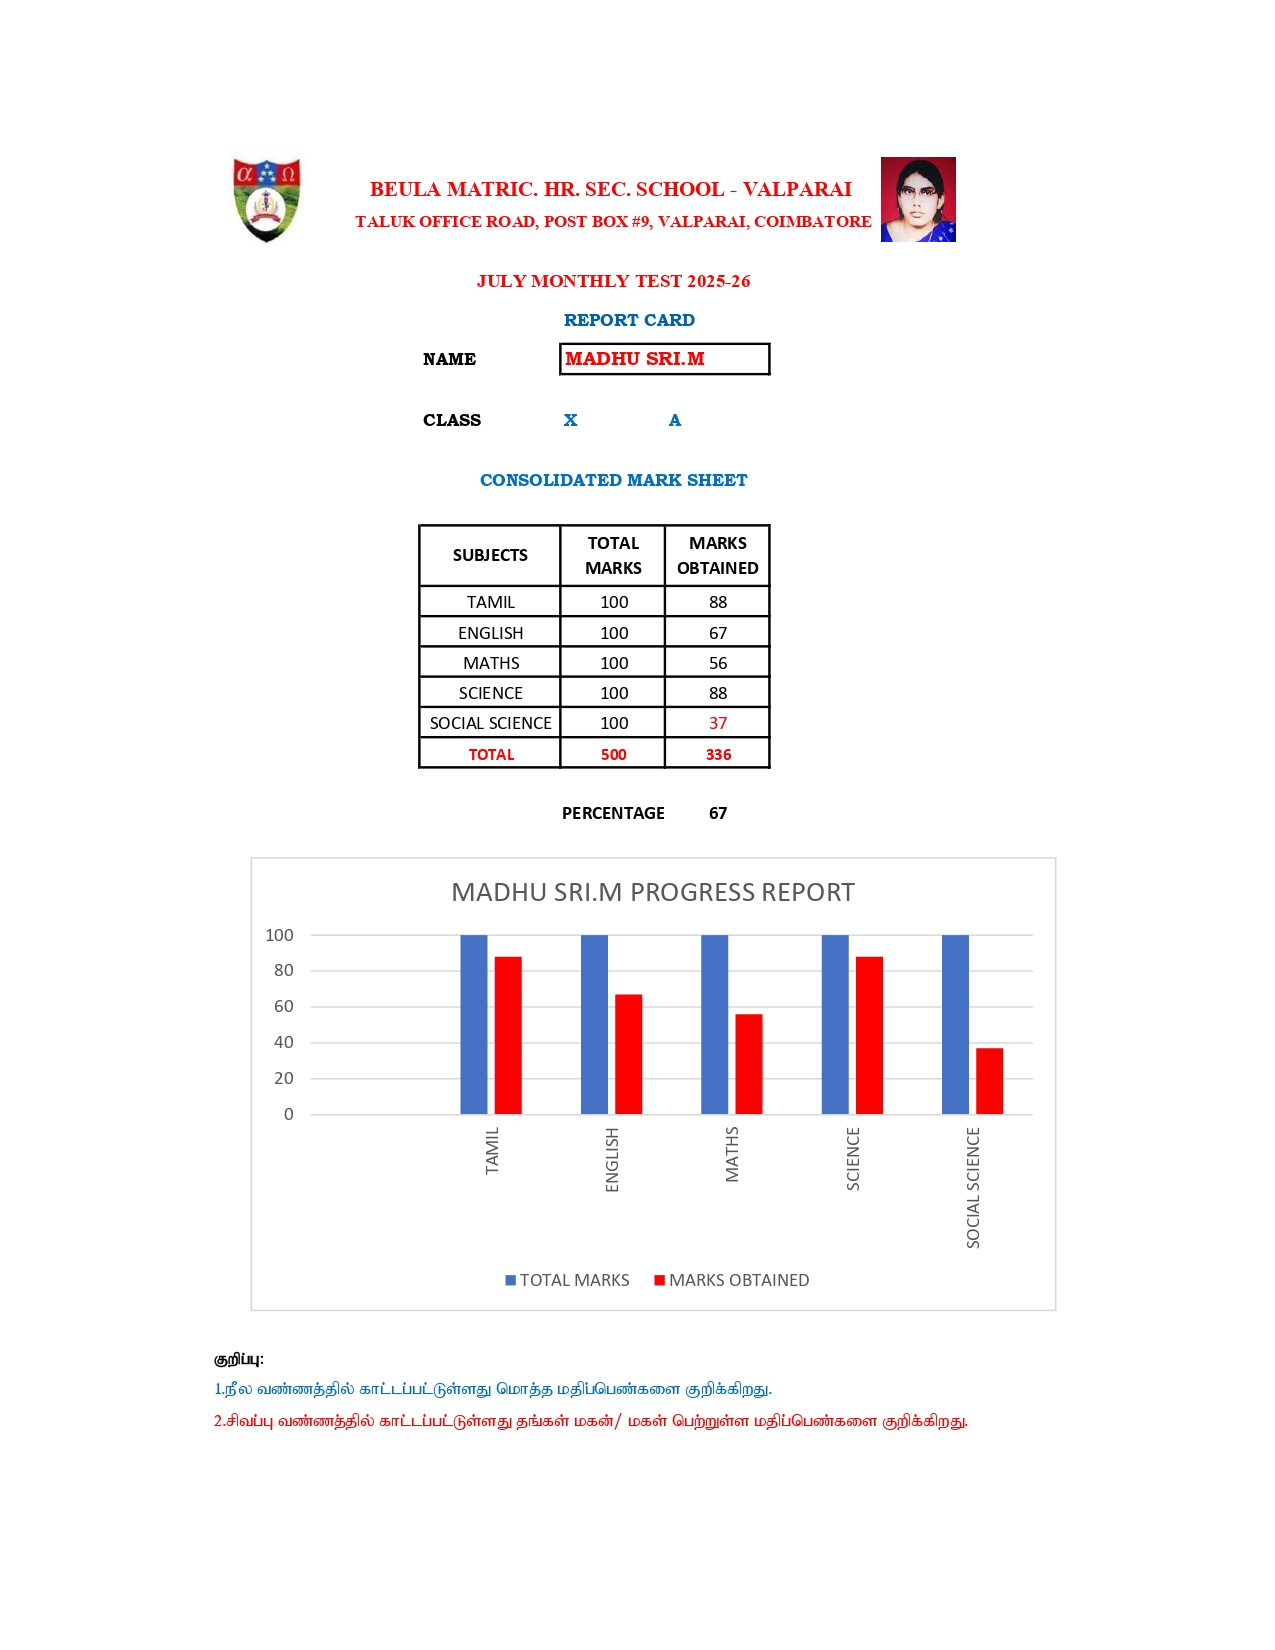 α Ω
BEULA MATRIC. HR. SEC. SCHOOL - VALPARAI
TALUK OFFICE ROAD, POST BOX #9, VALPARAI, COIMBATORE
JULY MONTHLY TEST 2025-26
REPORT CARD
NAME MADHU SRI.M
CLASS X A
CONSOLIDATED MARK SHEET
SUBJECTS TOTAL MARKS MARKS OBTAINED
TAMIL 100 88
ENGLISH 100 67
MATHS 100 56
SCIENCE 100 88
SOCIAL SCIENCE 100 37
TOTAL 500 336
PERCENTAGE 67
MADHU SRI.M PROGRESS REPORT
100
80
60
40
20
0
TAMIL
ENGLISH
MATHS
SCIENCE
SOCIAL SCIENCE
TOTAL MARKS MARKS OBTAINED
குறிப்பு:
1.நீல வண்ணத்தில் காட்டப்பட்டுள்ளது மொத்த மதிப்பெண்களை குறிக்கிறது.
2.சிவப்பு வண்ணத்தில் காட்டப்பட்டுள்ளது தங்கள் மகன்/ மகள் பெற்றுள்ள மதிப்பெண்களை குறிக்கிறது.